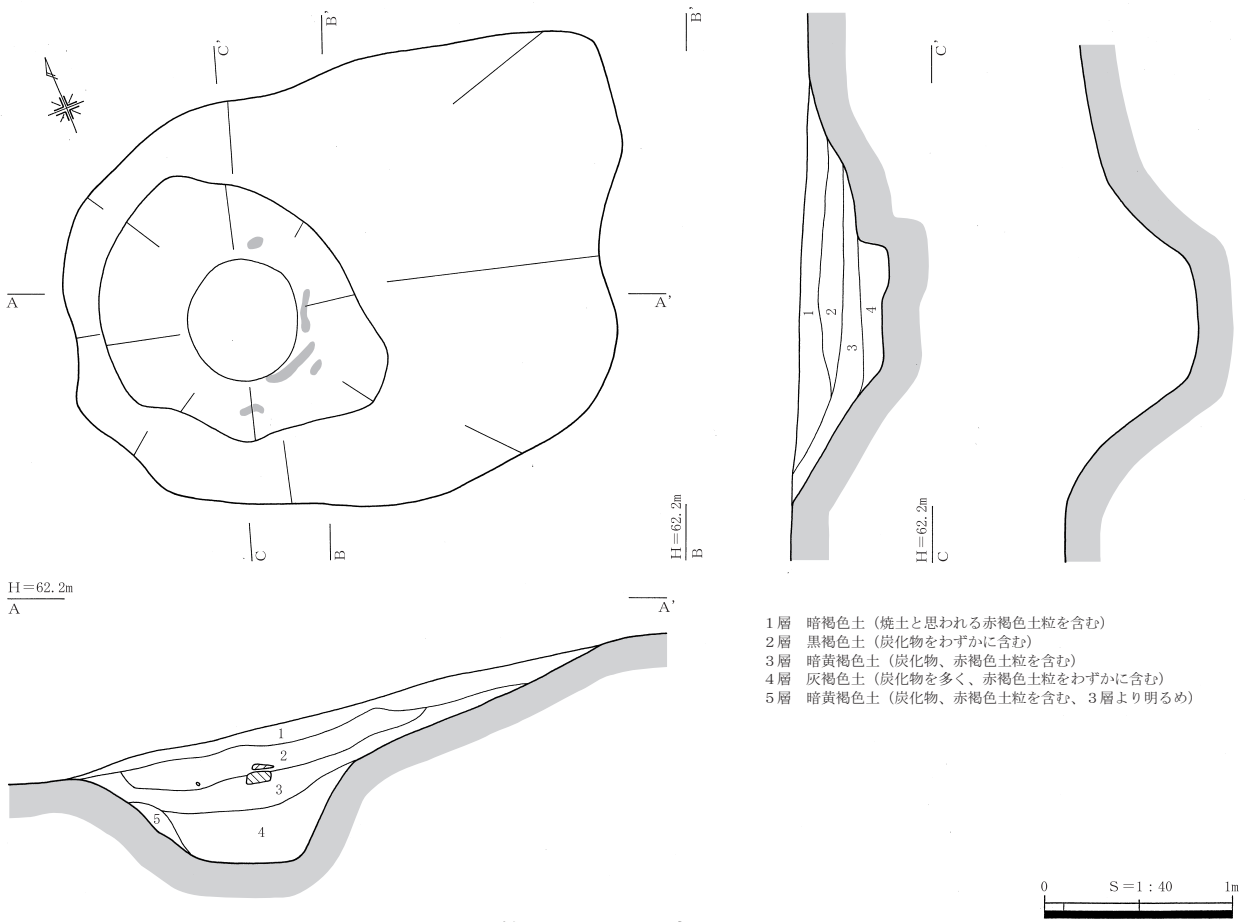 B'
B'
C'
C'
A
A'
1
2
3
4
H=62.2m
B
H=62.2m
C
C
B
H=62.2m
A
A'
1
2
3
4
5
1層 暗褐色土(焼土と思われる赤褐色土粒を含む)
2層 黒褐色土(炭化物をわずかに含む)
3層 暗黄褐色土(炭化物、赤褐色土粒を含む)
4層 灰褐色土(炭化物を多く、赤褐色土粒をわずかに含む)
5層 暗黄褐色土(炭化物、赤褐色土粒を含む、3層より明るめ)
0 S=1:40 1m